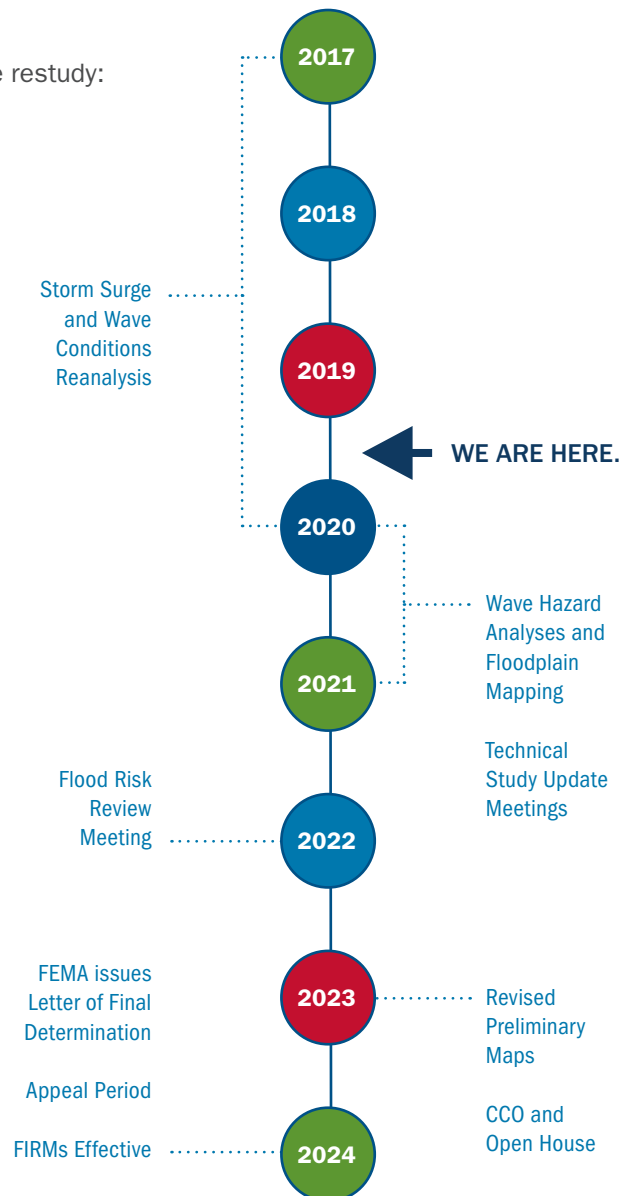 e restudy:
2017
2018
Storm Surge
and Wave
Conditions
Reanalysis
2019
WE ARE HERE.
2020
Wave Hazard
Analyses and
Floodplain
Mapping
2021
Technical
Study Update
Meetings
Flood Risk
Review
Meeting
2022
FEMA issues
Letter of Final
Determination
2023
Revised
Preliminary
Maps
Appeal Period
CCO and
Open House
FIRMs Effective
2024